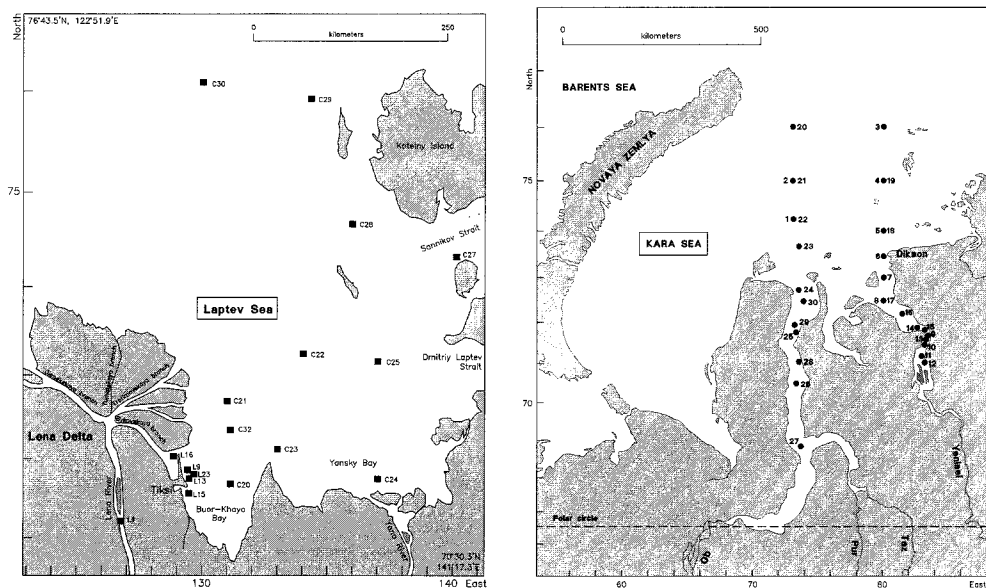 North
76°43.5'N, 122°51.9'E
0
250
kilometers
C30
C29
Kotelny Island
75
C28
Sannikov Strait
C27
Laptev Sea
C22
C25
Dmitriy Laptev
Strait
C21
C32
Lena Delta
L16
C23
L9
L23
L13
Yansky Bay
Tiksi
L15
C20
C24
Buor-Khaya
Bay
Lena River
Yana River
70°30.3'N
141°17.3'E
130
140
East
0
500
kilometers
North
BARENTS SEA
NOVAYA ZEMLYA
20
3
75
2
21
4
19
1
22
KARA SEA
5
18
23
6
Dikson
7
24
30
8
17
16
29
25
14
15
10
11
12
28
70
27
Yenisei
Polar circle
Ob
Pur
Taz
60
70
80
East